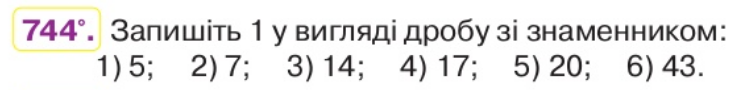 744°. Запишіть 1 у вигляді дробу зі знаменником:
1) 5; 2) 7; 3) 14; 4) 17; 5) 20; 6) 43.